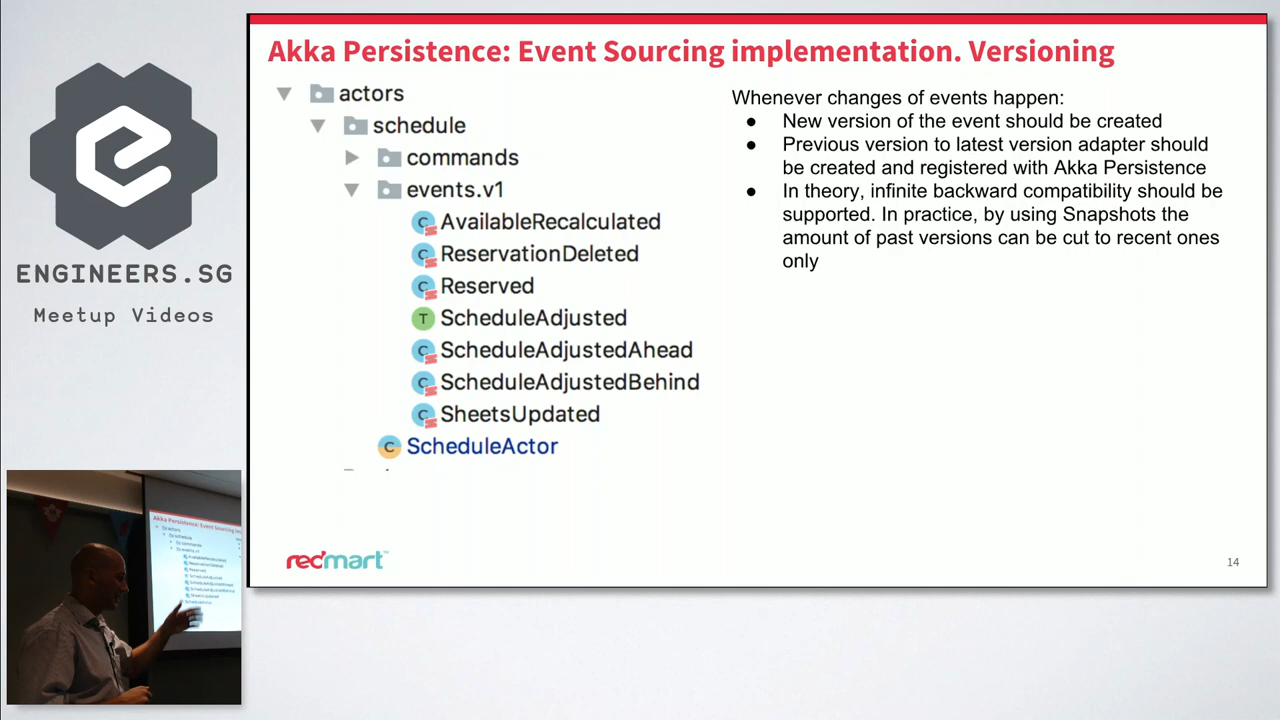 Akka Persistence: Event Sourcing implementation. Versioning
actors
schedule
commands
events.v1
C AvailableRecalculated
C ReservationDeleted
C Reserved
T ScheduleAdjusted
C ScheduleAdjustedAhead
C ScheduleAdjustedBehind
C SheetsUpdated
C ScheduleActor
Whenever changes of events happen:
● New version of the event should be created
● Previous version to latest version adapter should
be created and registered with Akka Persistence
● In theory, infinite backward compatibility should be
supported. In practice, by using Snapshots the
amount of past versions can be cut to recent ones
only
redmart
14
ENGINEERS.SG
Meetup Videos
Akka Persistence: Event Sourcing